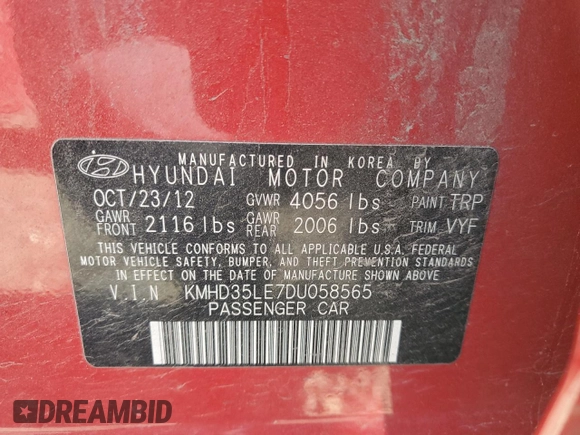 MANUFACTURED IN KOREA BY
HYUNDAI MOTOR COMPANY
OCT/23/12 GVWR 4056 lbs PAINT TRP
GAWR FRONT 2116 lbs GAWR REAR 2006 lbs TRIM VYF
THIS VEHICLE CONFORMS TO ALL APPLICABLE U.S.A. FEDERAL
MOTOR VEHICLE SAFETY, BUMPER, AND THEFT PREVENTION STANDARDS
IN EFFECT ON THE DATE OF MANUFACTURE SHOWN ABOVE
V.I.N KMHD35LE7DU058565
PASSENGER CAR
DREAMBID